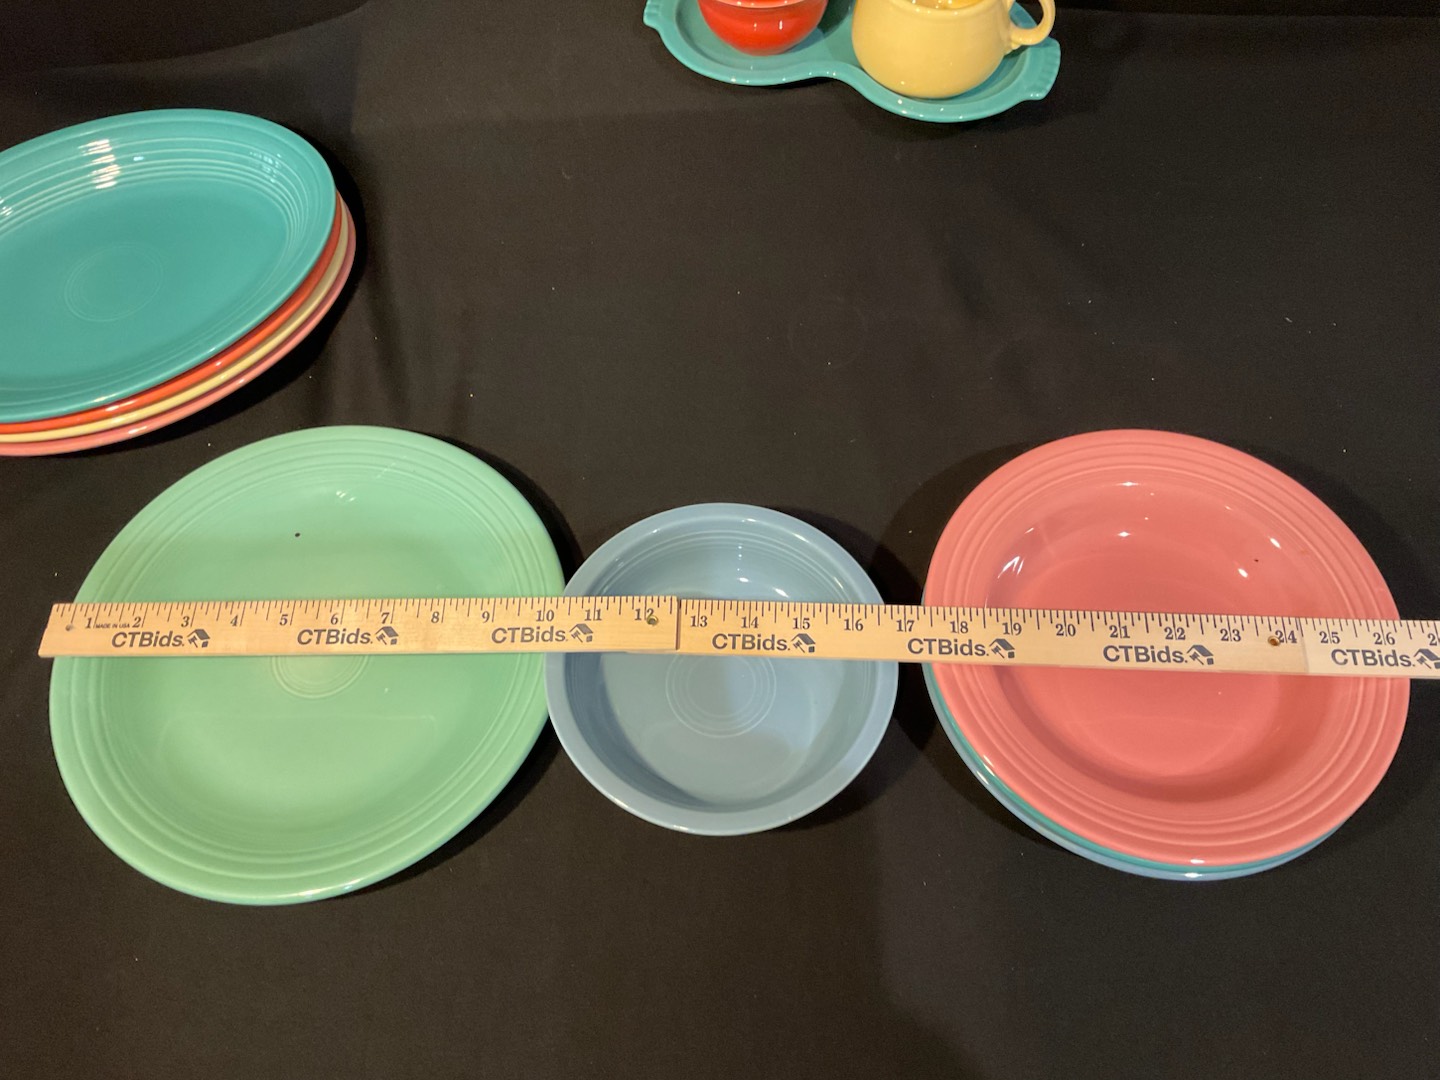 1 2 3 4 5 6 7 8 9 10 11 12 13 14 15 16 17 18 19 20 21 22 23 24 25 26
MADE IN USA
CTBids. CTBids. CTBids. CTBids. CTBids. CTBids. CTBids.